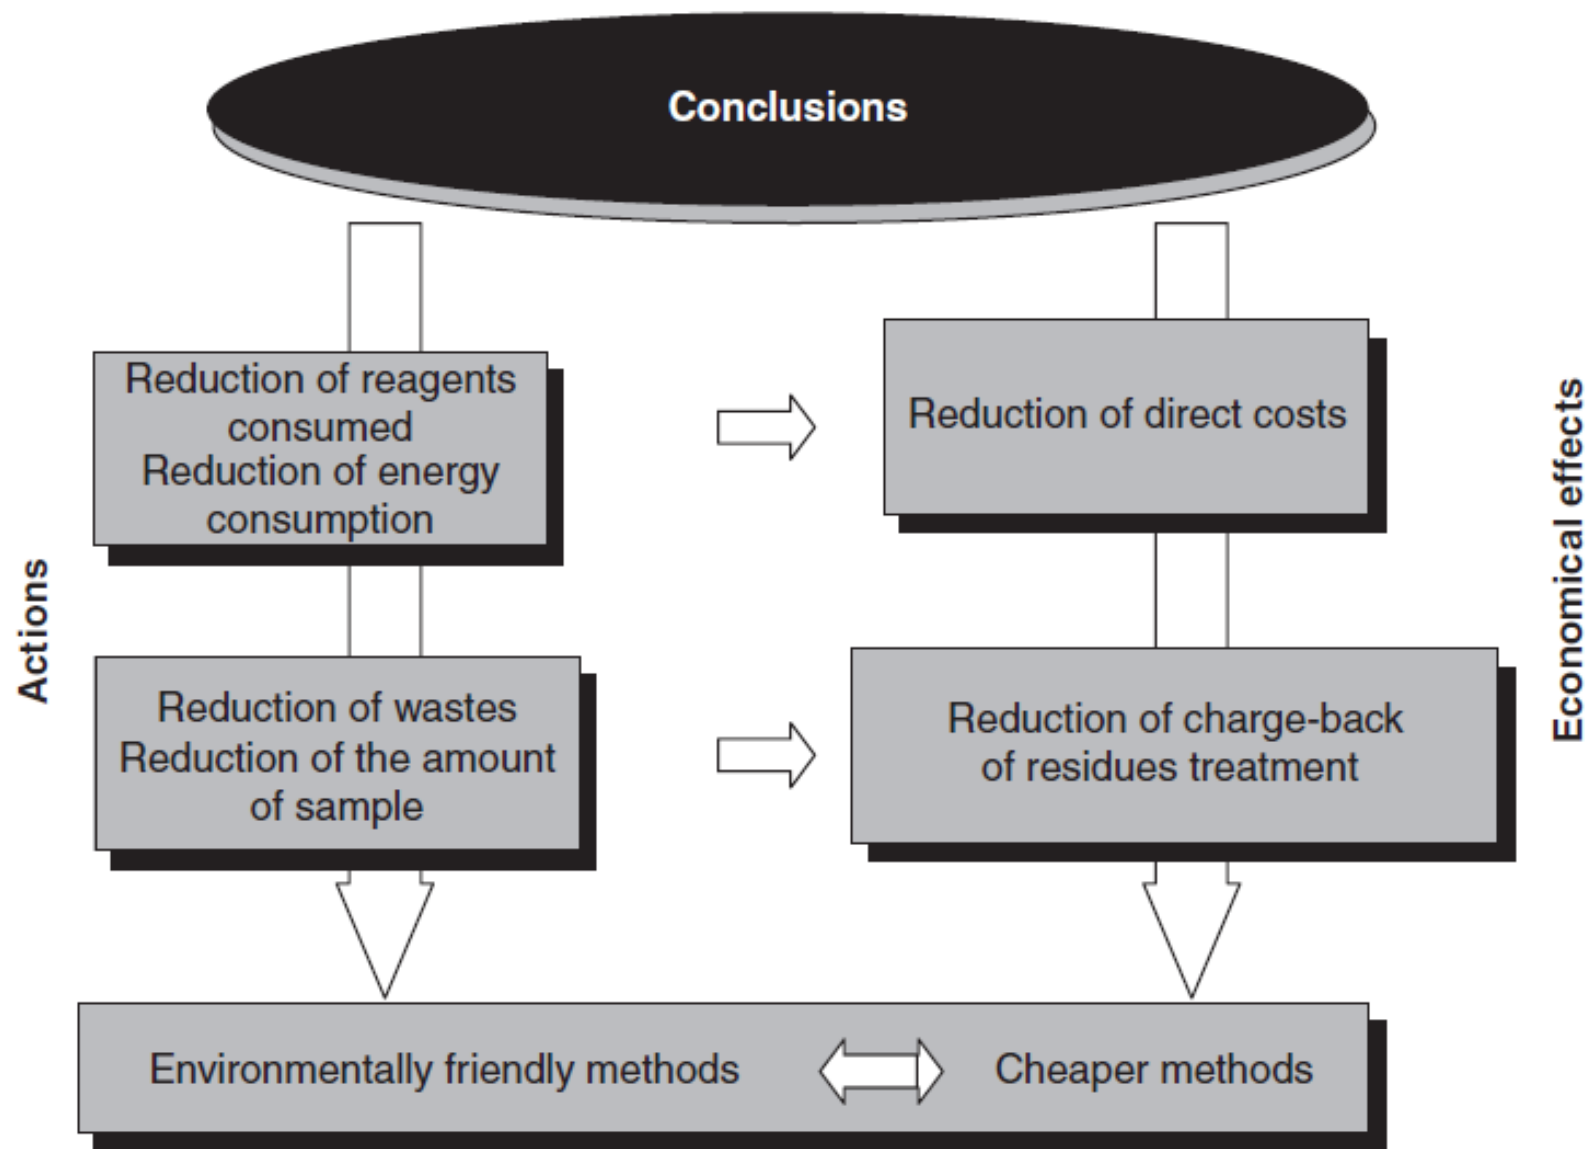 Conclusions
Reduction of reagents
consumed
Reduction of energy
consumption
Reduction of direct costs
Actions
Economical effects
Reduction of wastes
Reduction of the amount
of sample
Reduction of charge-back
of residues treatment
Environmentally friendly methods
Cheaper methods